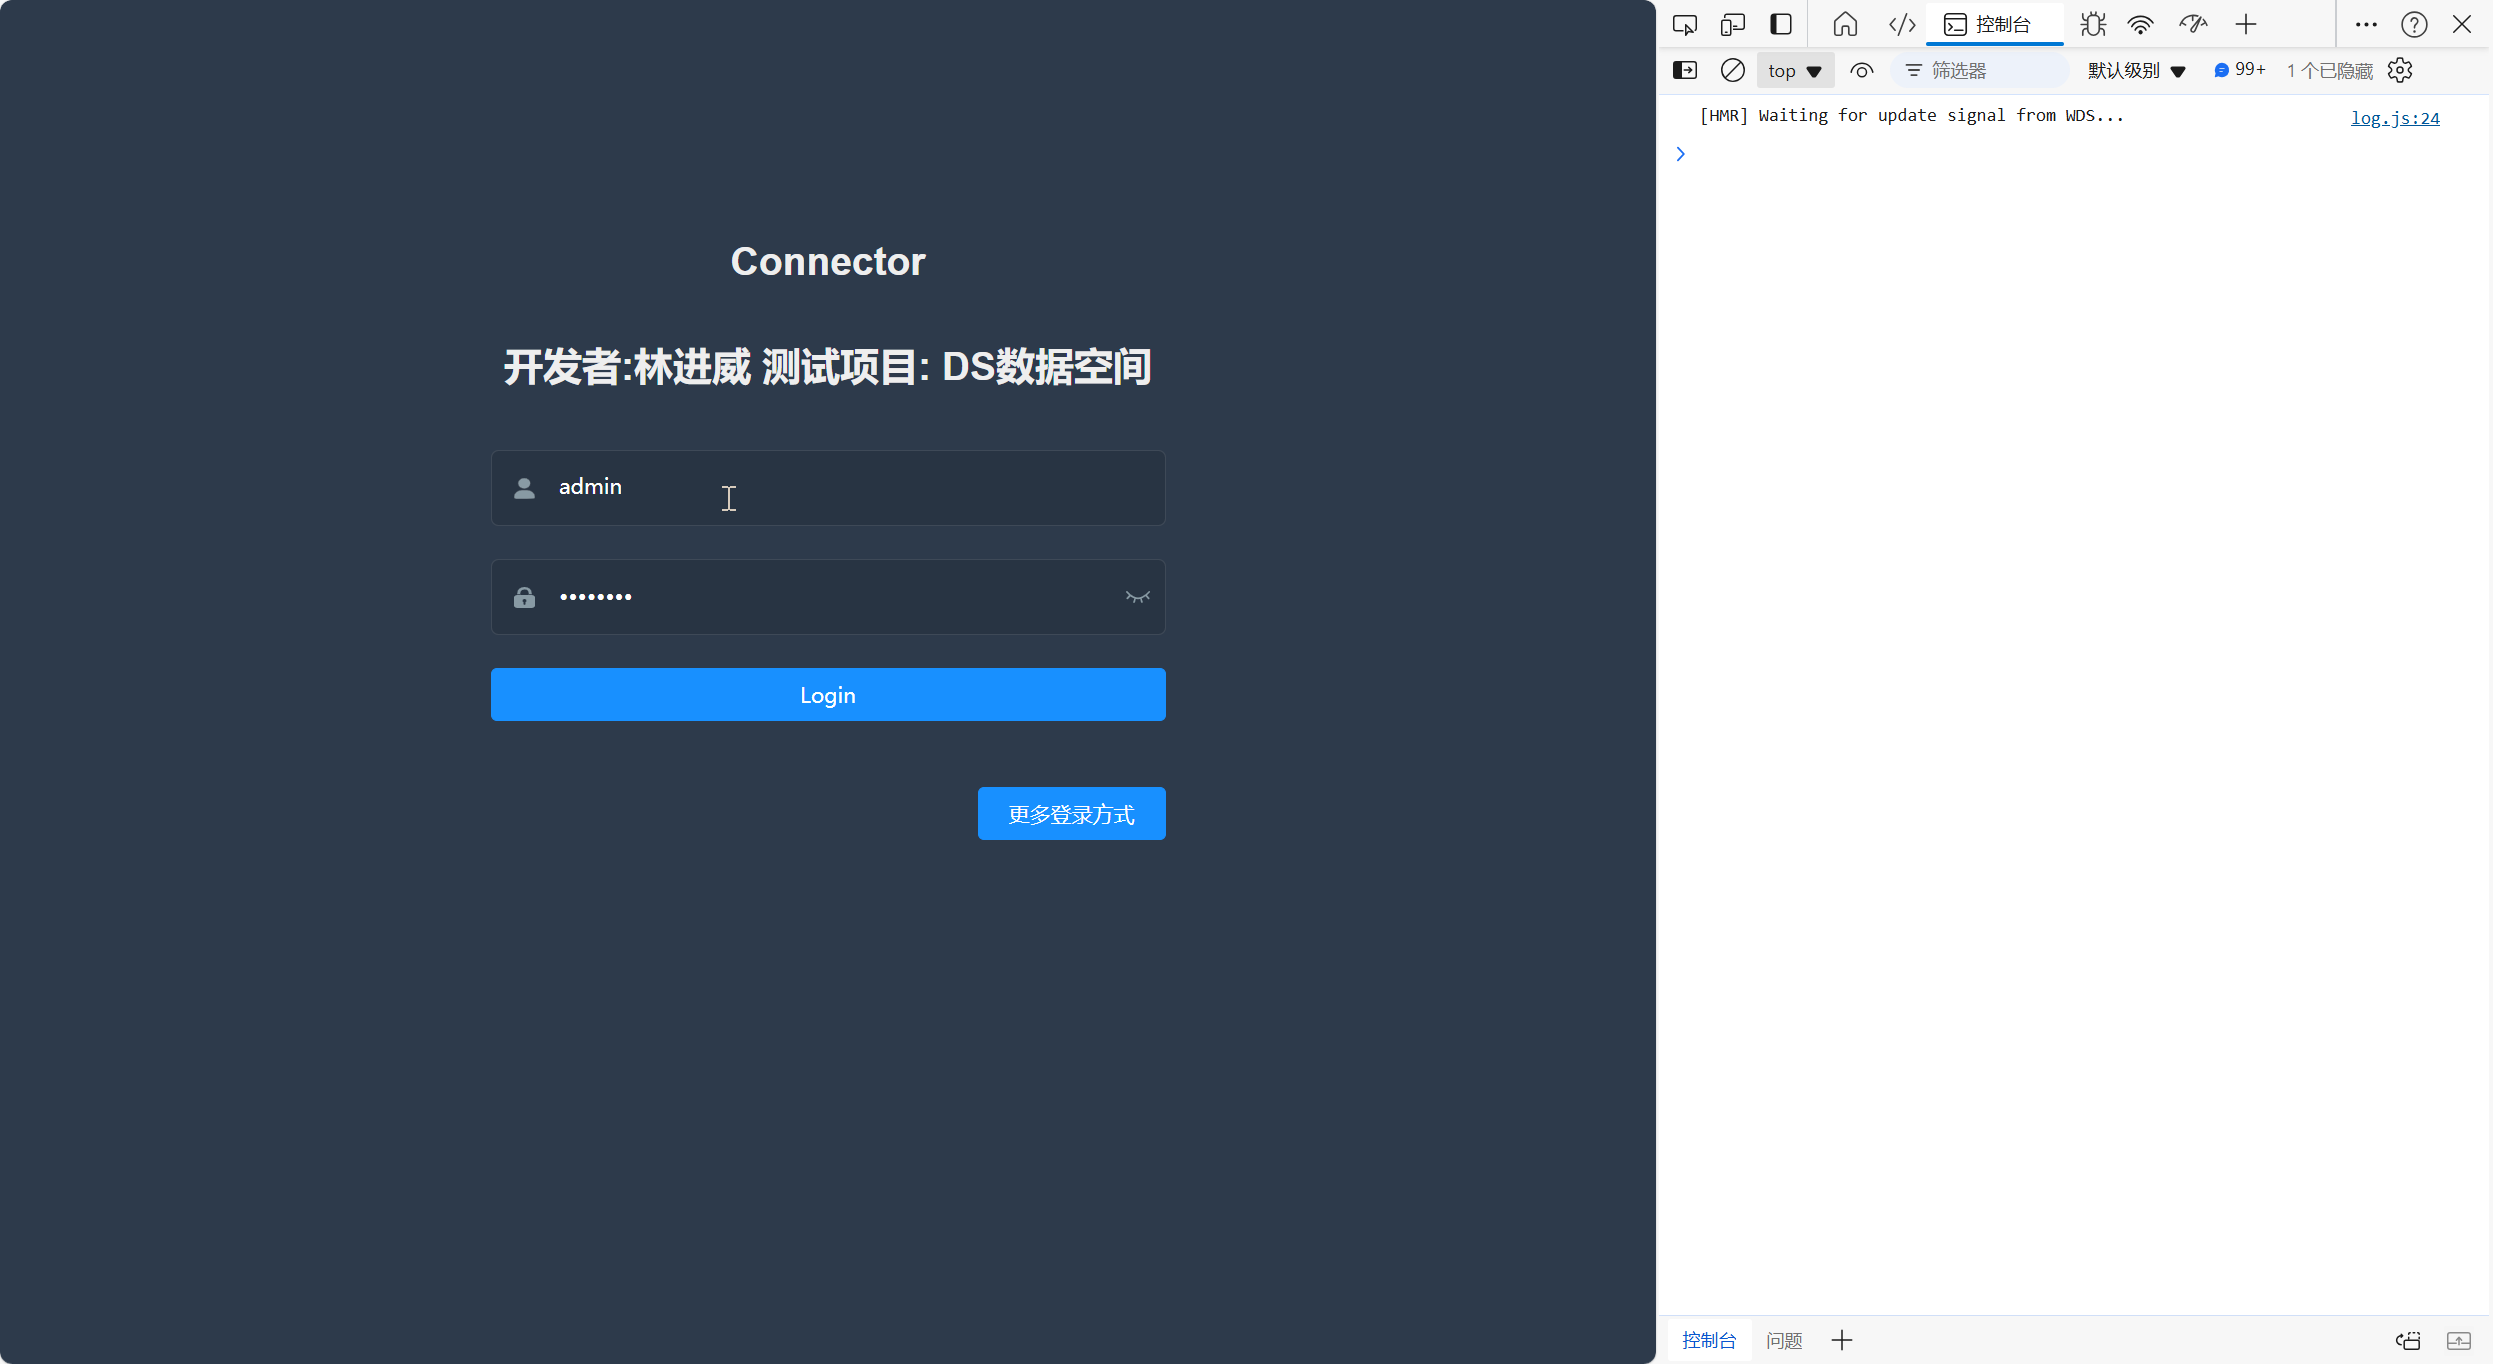 Connector
开发者:林进威 测试项目: DS数据空间
admin
••••••••
Login
更多登录方式
控制台
top
筛选器
默认级别
99+
1 个已隐藏
[HMR] Waiting for update signal from WDS...
log.js:24
控制台
问题